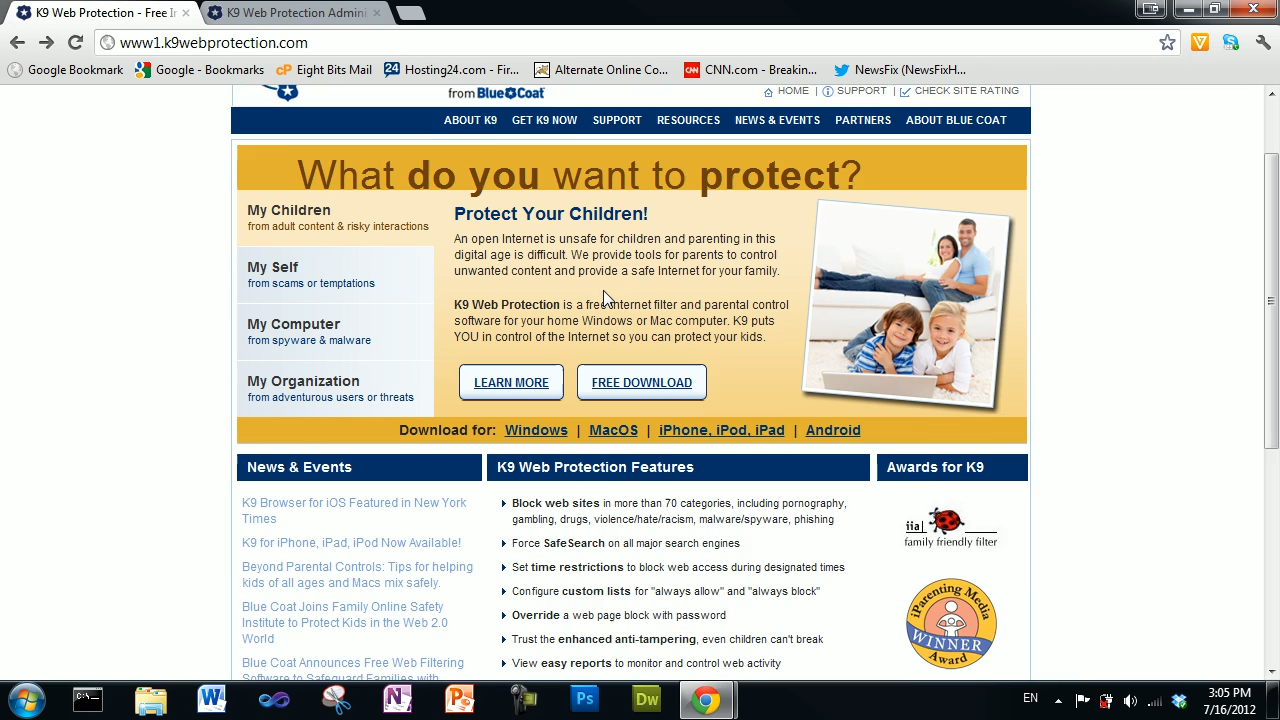 K9 Web Protection - Free I
K9 Web Protection Admini
www1.k9webprotection.com
Google Bookmark
Google - Bookmarks
Eight Bits Mail
Hosting24.com - Fir...
Alternate Online Co...
CNN.com - Breakin...
NewsFix (NewsFixH...
from Blue Coat
HOME | SUPPORT | CHECK SITE RATING
ABOUT K9 GET K9 NOW SUPPORT RESOURCES NEWS & EVENTS PARTNERS ABOUT BLUE COAT
What do you want to protect?
My Children
from adult content & risky interactions
My Self
from scams or temptations
My Computer
from spyware & malware
My Organization
from adventurous users or threats
Protect Your Children!
An open Internet is unsafe for children and parenting in this
digital age is difficult. We provide tools for parents to control
unwanted content and provide a safe Internet for your family.
K9 Web Protection is a free Internet filter and parental control
software for your home Windows or Mac computer. K9 puts
YOU in control of the Internet so you can protect your kids.
LEARN MORE
FREE DOWNLOAD
Download for: Windows | MacOS | iPhone, iPod, iPad | Android
News & Events
K9 Browser for iOS Featured in New York
Times
K9 for iPhone, iPad, iPod Now Available!
Beyond Parental Controls: Tips for helping
kids of all ages and Macs mix safely.
Blue Coat Joins Family Online Safety
Institute to Protect Kids in the Web 2.0
World
Blue Coat Announces Free Web Filtering
Software to Safeguard Families with
K9 Web Protection Features
Block web sites in more than 70 categories, including pornography,
gambling, drugs, violence/hate/racism, malware/spyware, phishing
Force SafeSearch on all major search engines
Set time restrictions to block web access during designated times
Configure custom lists for "always allow" and "always block"
Override a web page block with password
Trust the enhanced anti-tampering, even children can't break
View easy reports to monitor and control web activity
Awards for K9
iia
family friendly filter
iParenting Media
WINNER
Award
EN
3:05 PM
7/16/2012